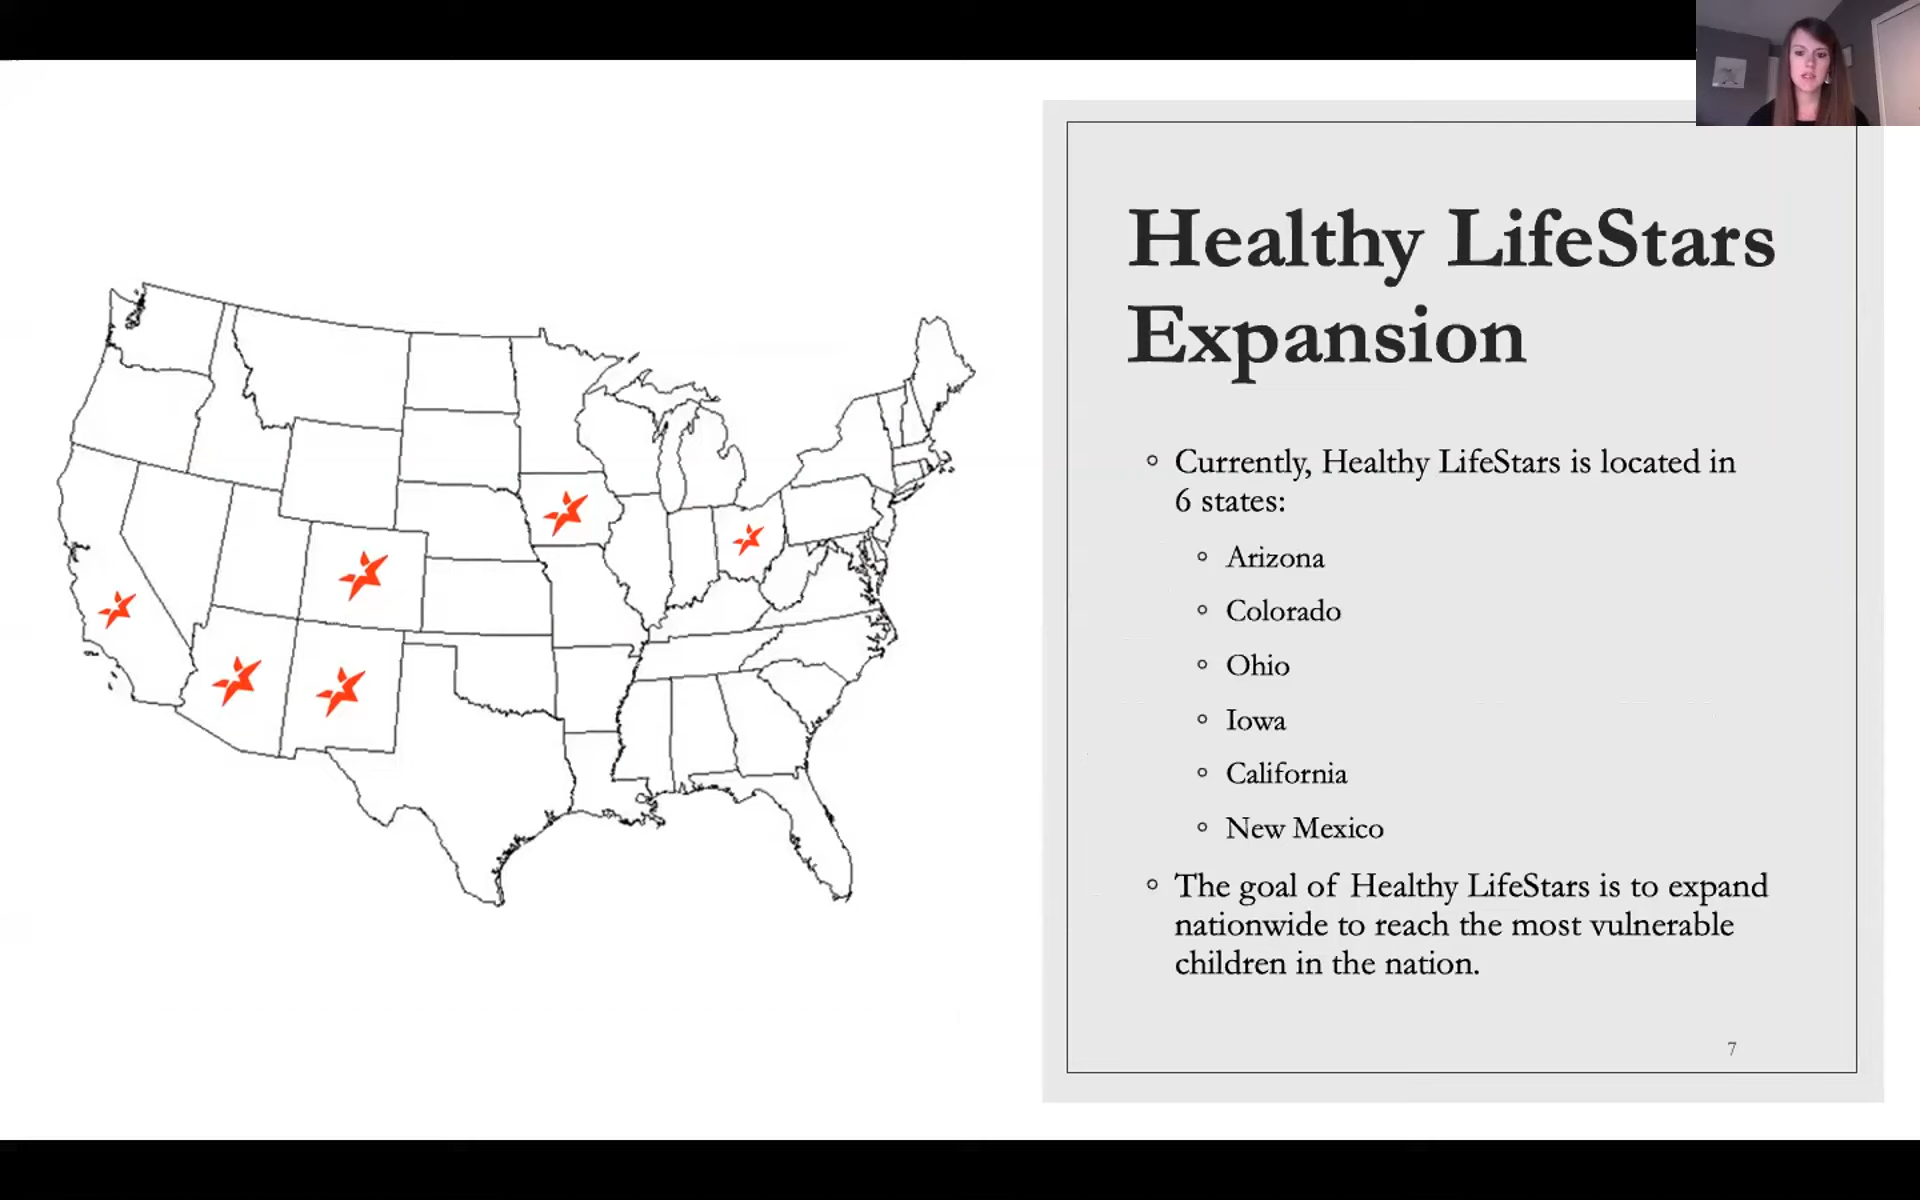 Healthy LifeStars
Expansion
Currently, Healthy LifeStars is located in
6 states:
Arizona
Colorado
Ohio
Iowa
California
New Mexico
The goal of Healthy LifeStars is to expand
nationwide to reach the most vulnerable
children in the nation.
7